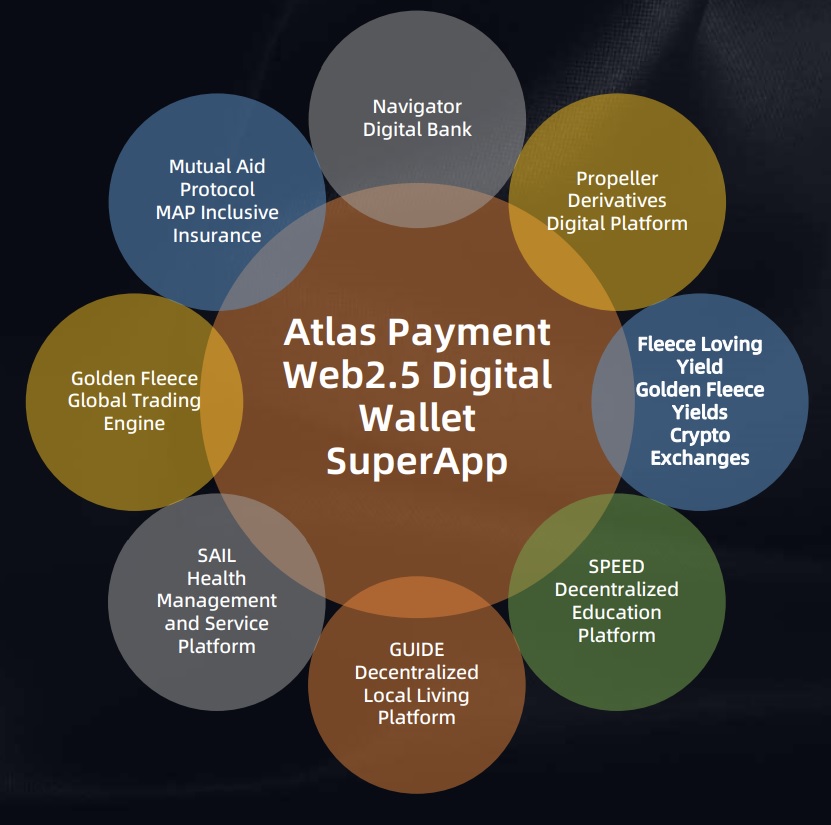 Navigator
Digital Bank
Propeller
Derivatives
Digital Platform
Fleece Loving
Yield
Golden Fleece
Yields
Crypto
Exchanges
SPEED
Decentralized
Education
Platform
GUIDE
Decentralized
Local Living
Platform
SAIL
Health
Management
and Service
Platform
Golden Fleece
Global Trading
Engine
Mutual Aid
Protocol
MAP Inclusive
Insurance
Atlas Payment
Web2.5 Digital
Wallet
SuperApp